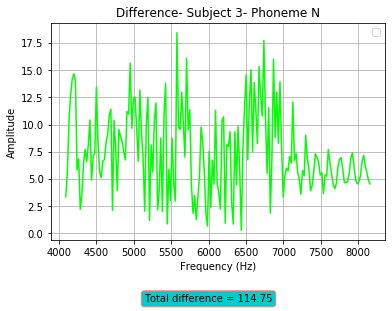 Difference- Subject 3- Phoneme N
17.5
15.0
12.5
10.0
7.5
5.0
2.5
0.0
Amplitude
4000 4500 5000 5500 6000 6500 7000 7500 8000
Frequency (Hz)
Total difference = 114.75